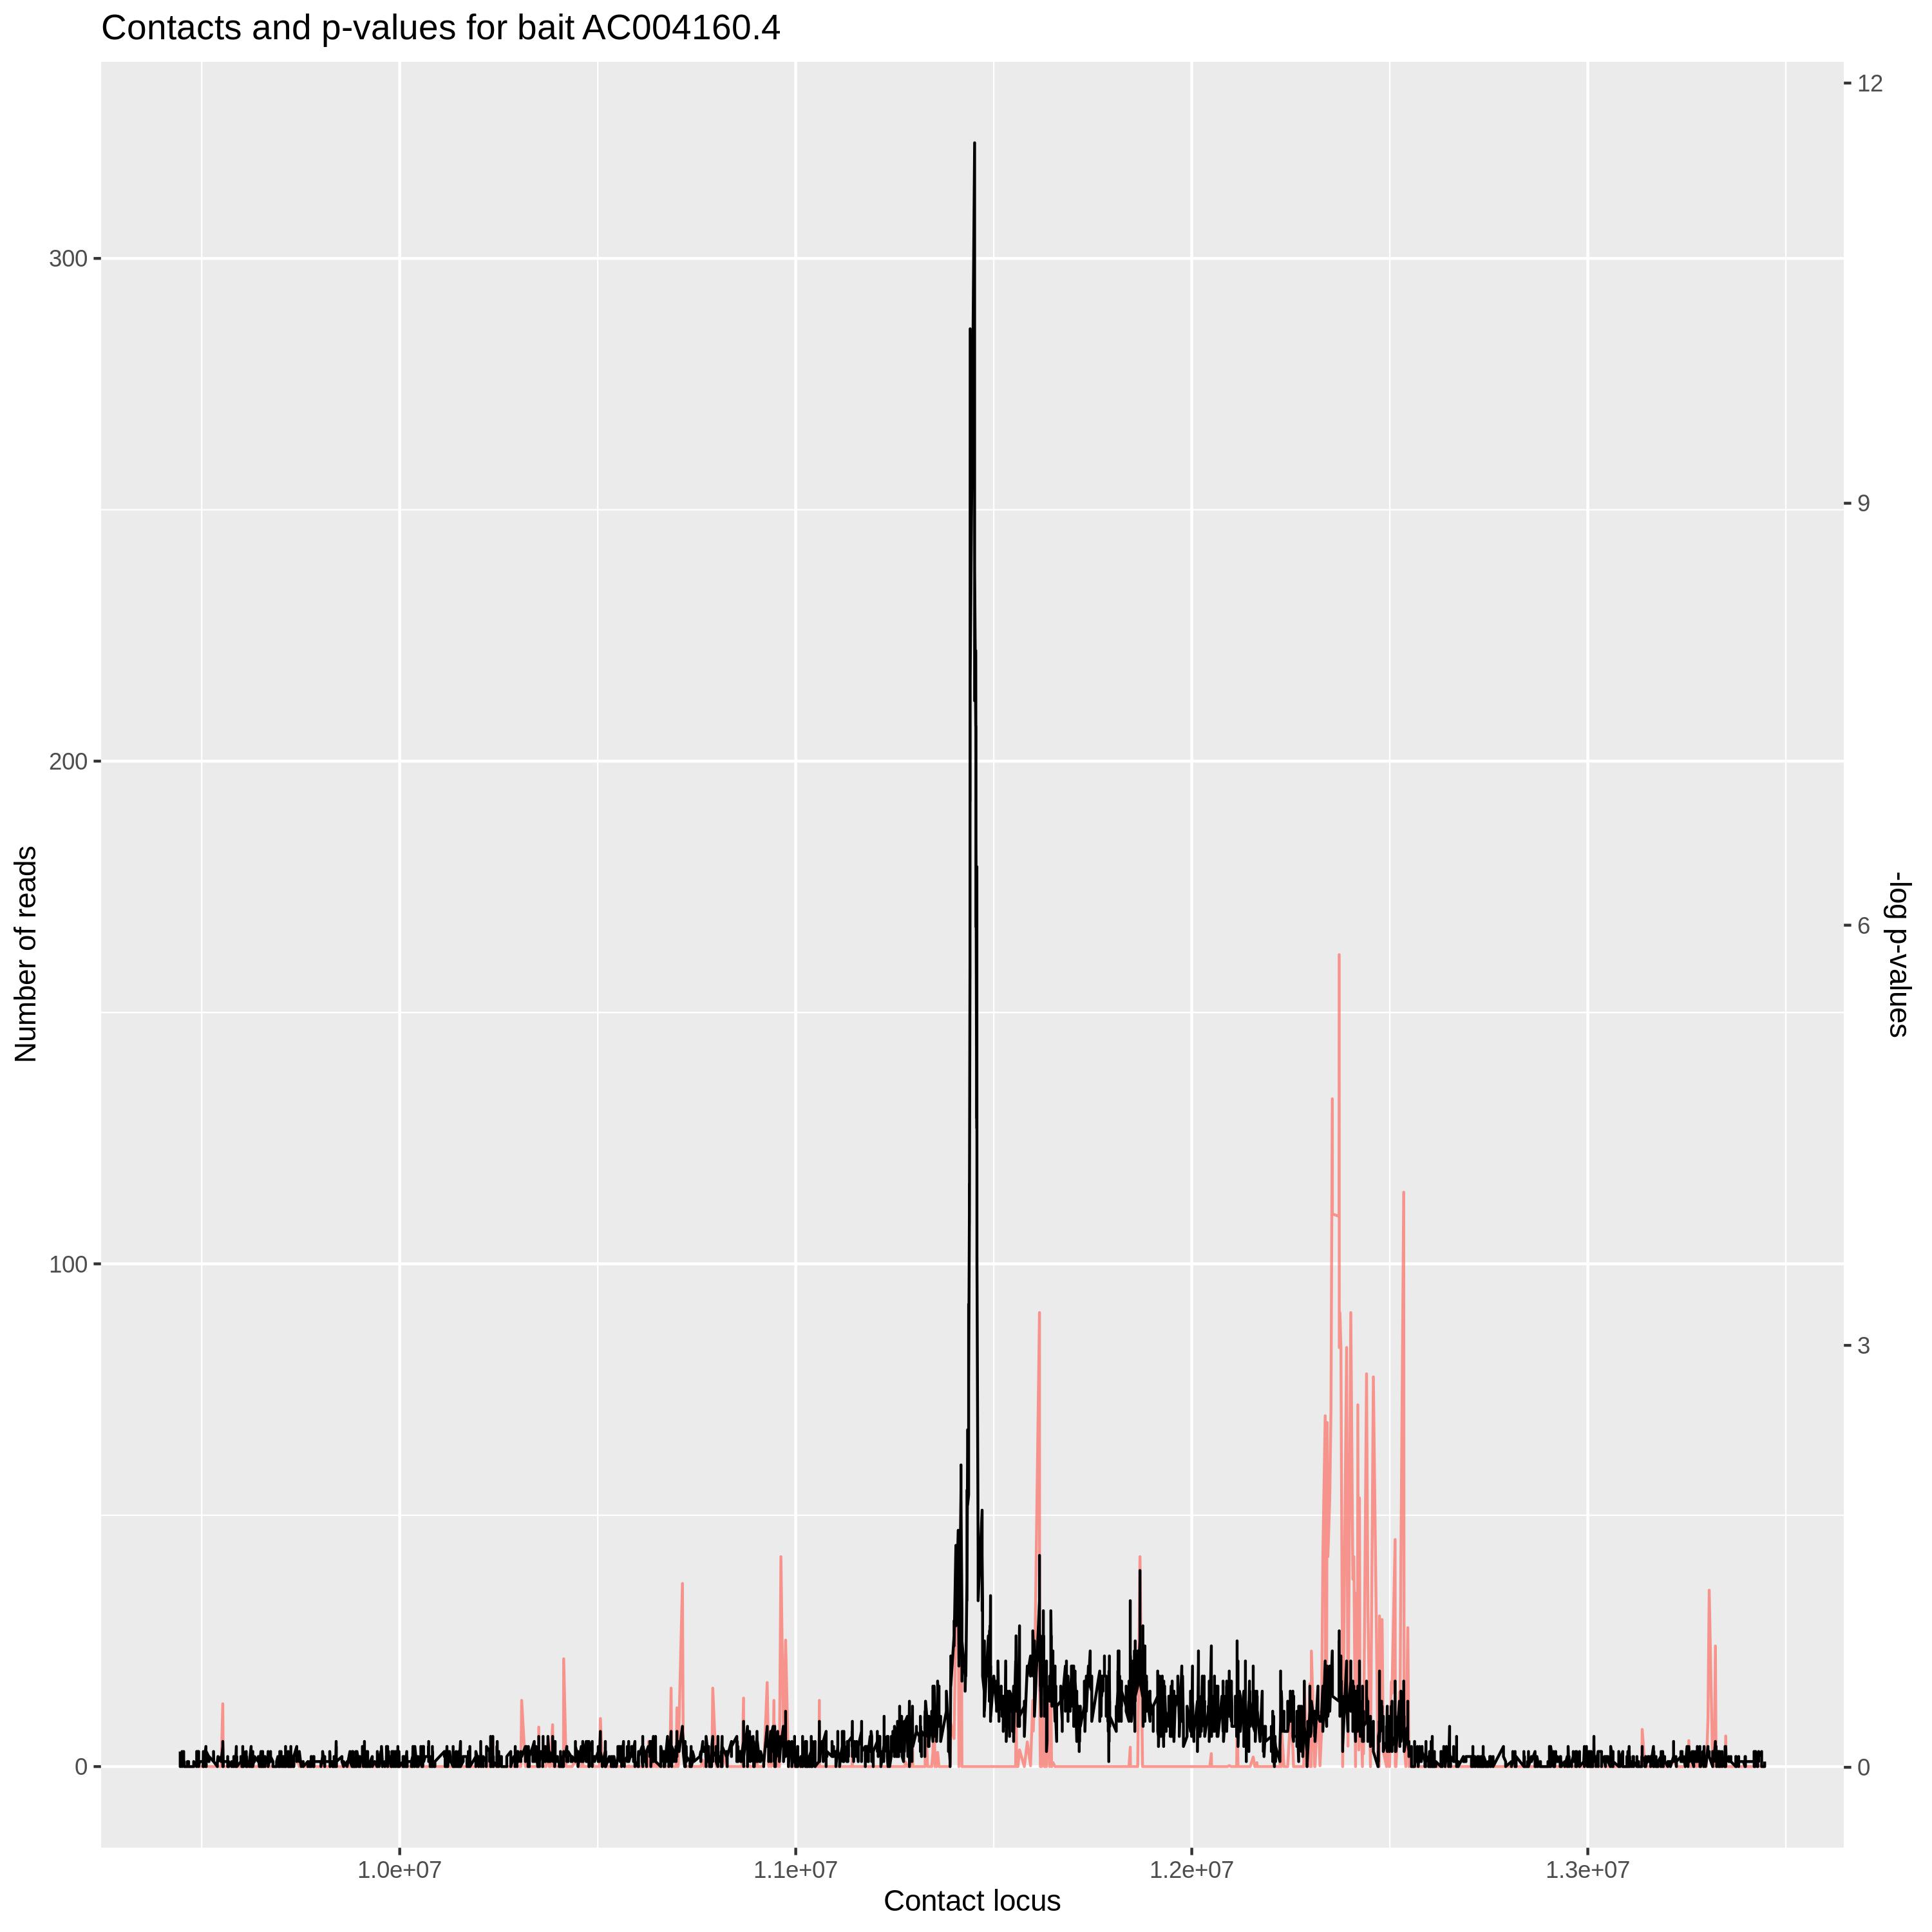 Contacts and p-values for bait AC004160.4
12
300
9
200
6
Number of reads
-log p-values
100
3
0
0
1.0e+07
1.1e+07
1.2e+07
1.3e+07
Contact locus